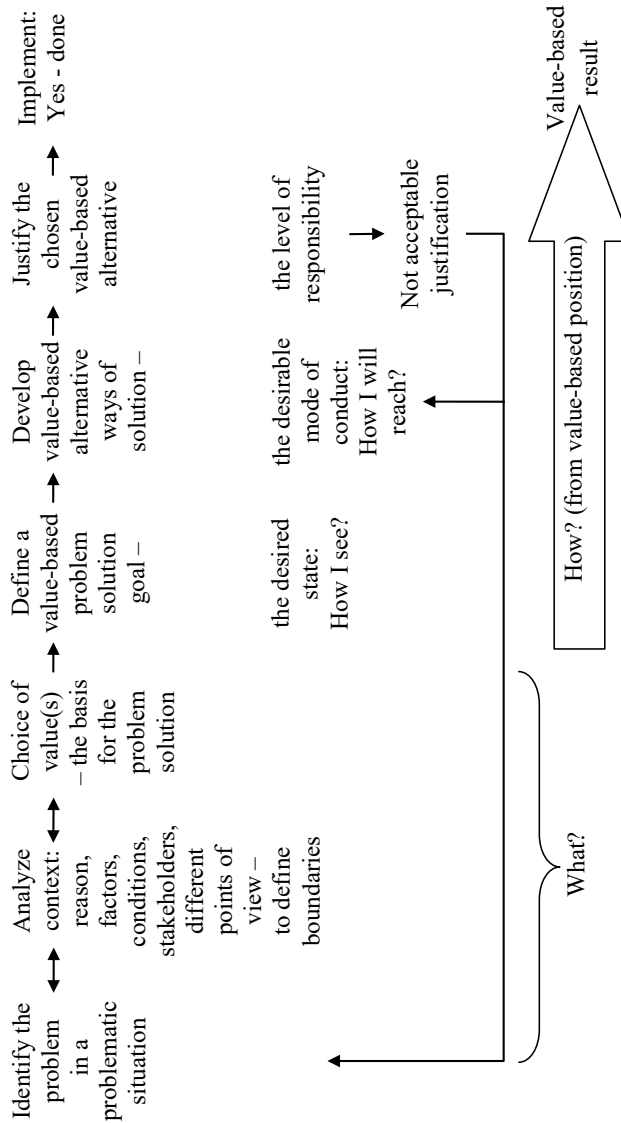 Identify the
problem
in a
problematic
situation
Analyze
context:
reason,
factors,
conditions,
stakeholders,
different
points of
view –
to define
boundaries
Choice of
value(s)
– the basis
for the
problem
solution
Define a
value-based
problem
solution
goal –
Develop
value-based
alternative
ways of
solution –
Justify the
chosen
value-based
alternative
Implement:
Yes - done
the desired
state:
How I see?
the desirable
mode of
conduct:
How I will
reach?
the level of
responsibility
Not acceptable
justification
What?
How? (from value-based position)
Value-based
result